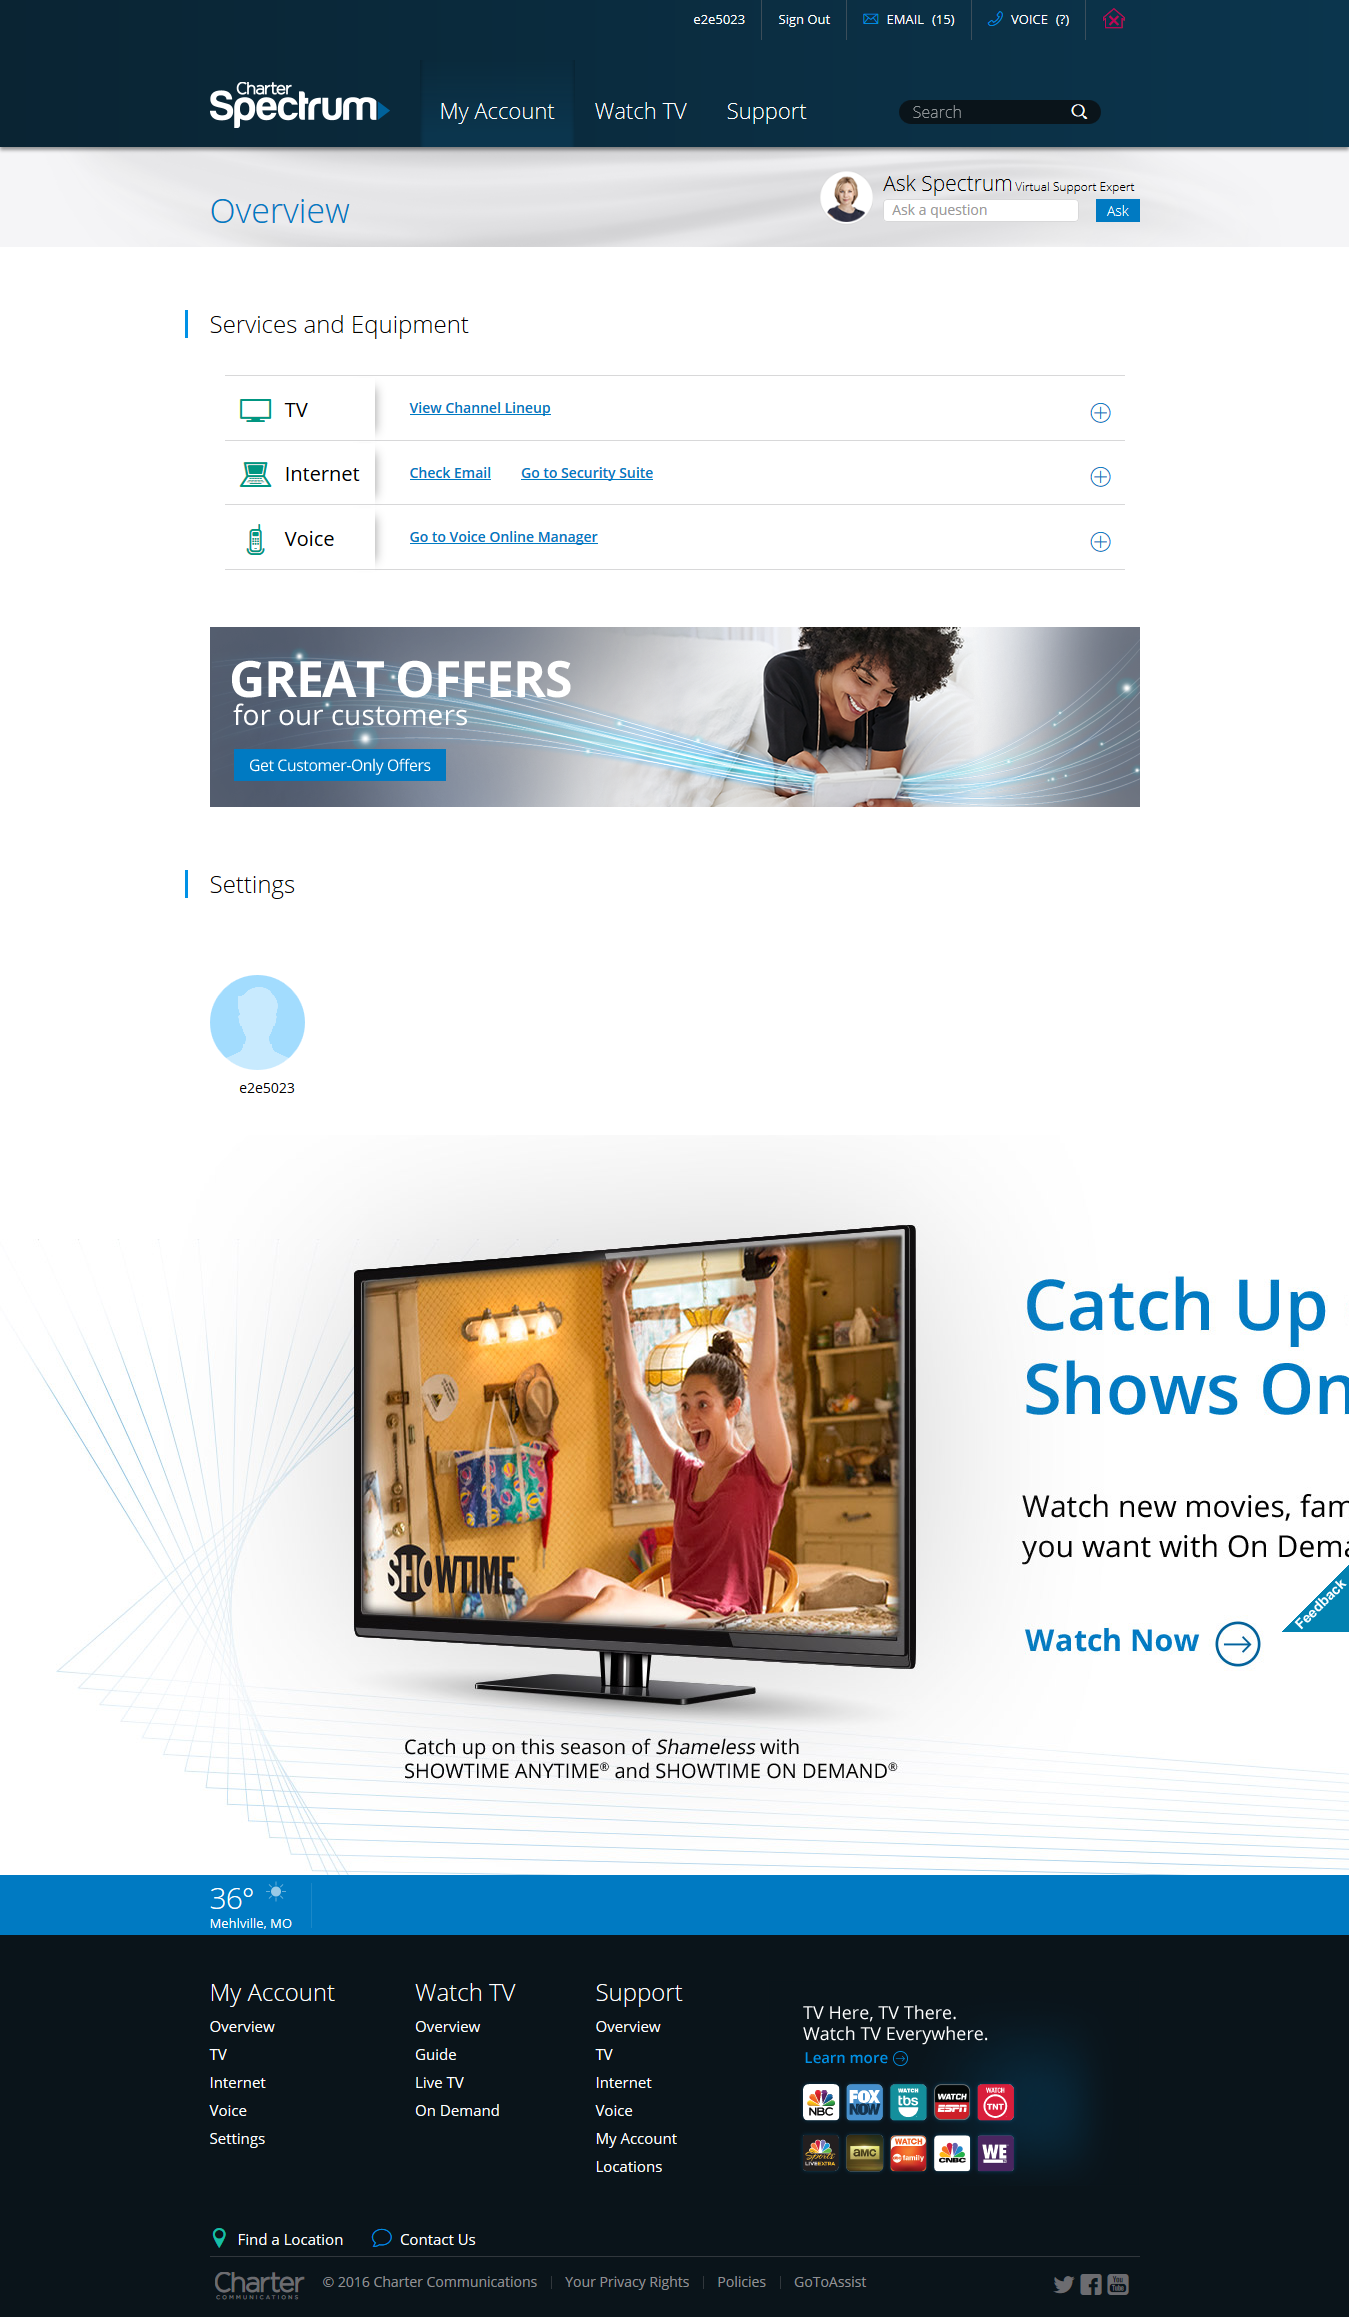 e2e5023
Sign Out
EMAIL (15)
VOICE (?)
Charter
Spectrum
My Account
Watch TV
Support
Search
Overview
Ask Spectrum Virtual Support Expert
Ask a question
Ask
Services and Equipment
TV
View Channel Lineup
Internet
Check Email
Go to Security Suite
Voice
Go to Voice Online Manager
GREAT OFFERS
for our customers
Get Customer-Only Offers
Settings
e2e5023
Catch Up
Shows On
Watch new movies, fam
you want with On Dema
Feedback
Watch Now
SHOWTIME
Catch up on this season of Shameless with
SHOWTIME ANYTIME® and SHOWTIME ON DEMAND®
36°
Mehlville, MO
My Account
Overview
TV
Internet
Voice
Settings
Watch TV
Overview
Guide
Live TV
On Demand
Support
Overview
TV
Internet
Voice
My Account
Locations
TV Here, TV There.
Watch TV Everywhere.
Learn more
NBC
FOX
NOW
WATCH
tbs
WATCH
ESPN
WATCH
TNT
Sports
LIVE EXTRA
amc
WATCH
abc family
CNBC
WE
Find a Location
Contact Us
Charter
COMMUNICATIONS
© 2016 Charter Communications
Your Privacy Rights
Policies
GoToAssist
You
Tube